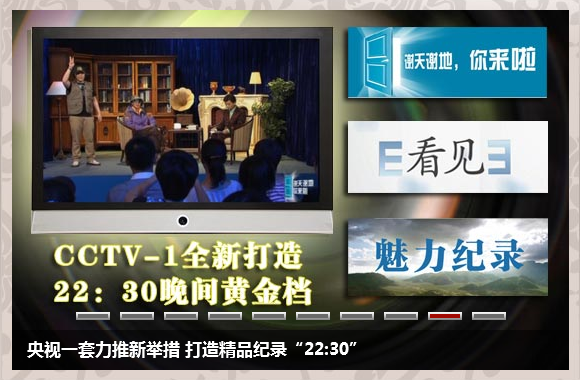 谢天谢地，你来啦
看见
魅力纪录
CCTV-1全新打造
22：30晚间黄金档
央视一套力推新举措 打造精品纪录“22:30”